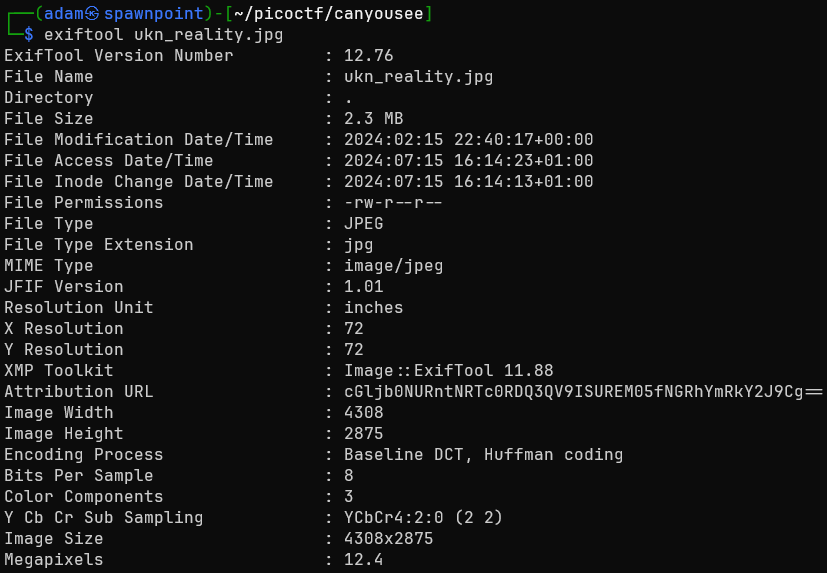 ┌──(adam㉿spawnpoint)-[~/picoctf/canyousee]
└─$ exiftool ukn_reality.jpg
ExifTool Version Number         : 12.76
File Name                       : ukn_reality.jpg
Directory                       : .
File Size                       : 2.3 MB
File Modification Date/Time     : 2024:02:15 22:40:17+00:00
File Access Date/Time           : 2024:07:15 16:14:23+01:00
File Inode Change Date/Time     : 2024:07:15 16:14:13+01:00
File Permissions                : -rw-r--r--
File Type                       : JPEG
File Type Extension             : jpg
MIME Type                       : image/jpeg
JFIF Version                    : 1.01
Resolution Unit                 : inches
X Resolution                    : 72
Y Resolution                    : 72
XMP Toolkit                     : Image::ExifTool 11.88
Attribution URL                 : cGljb0NURntNRTc0RDQ3QV9ISUREM05fNGRhYmRkY2J9Cg==
Image Width                     : 4308
Image Height                    : 2875
Encoding Process                : Baseline DCT, Huffman coding
Bits Per Sample                 : 8
Color Components                : 3
Y Cb Cr Sub Sampling            : YCbCr4:2:0 (2 2)
Image Size                      : 4308x2875
Megapixels                      : 12.4